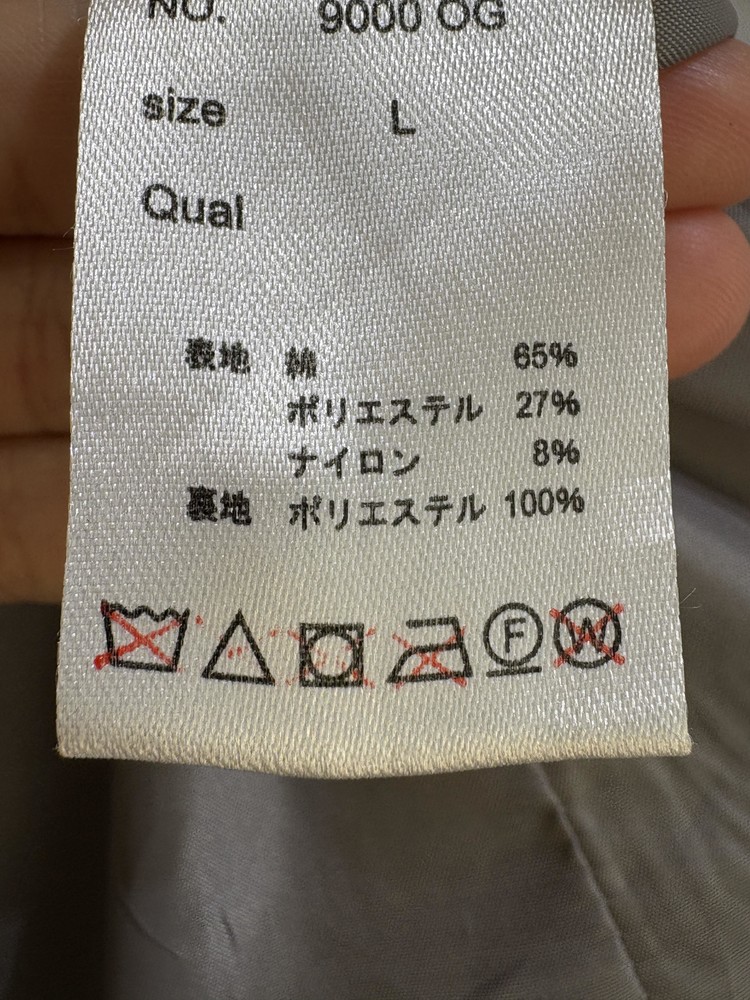 NO. 9000 OG
size L
Qual
表地 綿 65%
ポリエステル 27%
ナイロン 8%
裏地 ポリエステル 100%
F W